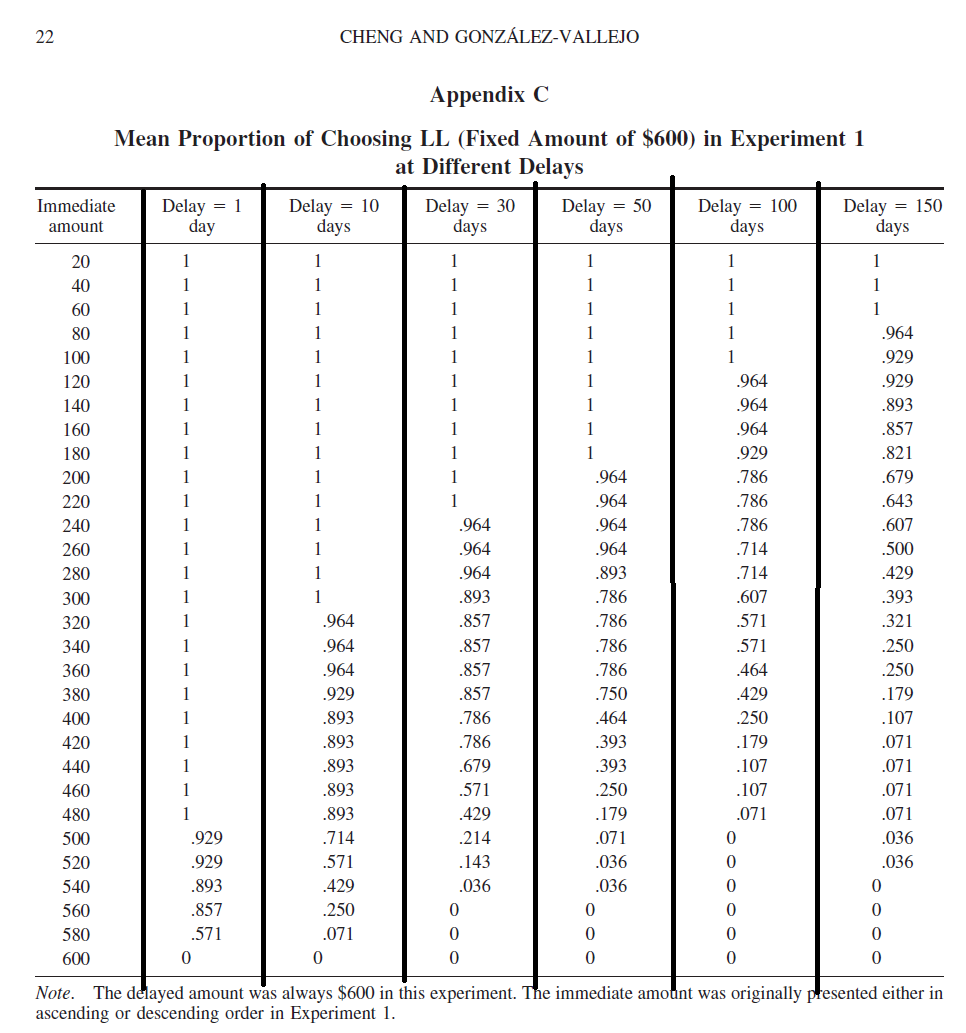 22
CHENG AND GONZÁLEZ-VALLEJO
Appendix C
Mean Proportion of Choosing LL (Fixed Amount of $600) in Experiment 1
at Different Delays
Immediate Delay = 1 Delay = 10 Delay = 30 Delay = 50 Delay = 100 Delay = 150
amount day days days days days days
20 1 1 1 1 1 1
40 1 1 1 1 1 1
60 1 1 1 1 1 1
80 1 1 1 1 1 .964
100 1 1 1 1 1 .929
120 1 1 1 1 .964 .929
140 1 1 1 1 .964 .893
160 1 1 1 1 .964 .857
180 1 1 1 1 .929 .821
200 1 1 1 .964 .786 .679
220 1 1 1 .964 .786 .643
240 1 1 .964 .964 .786 .607
260 1 1 .964 .964 .714 .500
280 1 1 .964 .893 .714 .429
300 1 1 .893 .786 .607 .393
320 1 .964 .857 .786 .571 .321
340 1 .964 .857 .786 .571 .250
360 1 .964 .857 .786 .464 .250
380 1 .929 .857 .750 .429 .179
400 1 .893 .786 .464 .250 .107
420 1 .893 .786 .393 .179 .071
440 1 .893 .679 .393 .107 .071
460 1 .893 .571 .250 .107 .071
480 1 .893 .429 .179 .071 .071
500 .929 .714 .214 .071 0 .036
520 .929 .571 .143 .036 0 .036
540 .893 .429 .036 .036 0 0
560 .857 .250 0 0 0 0
580 .571 .071 0 0 0 0
600 0 0 0 0 0 0
Note. The delayed amount was always $600 in this experiment. The immediate amount was originally presented either in
ascending or descending order in Experiment 1.